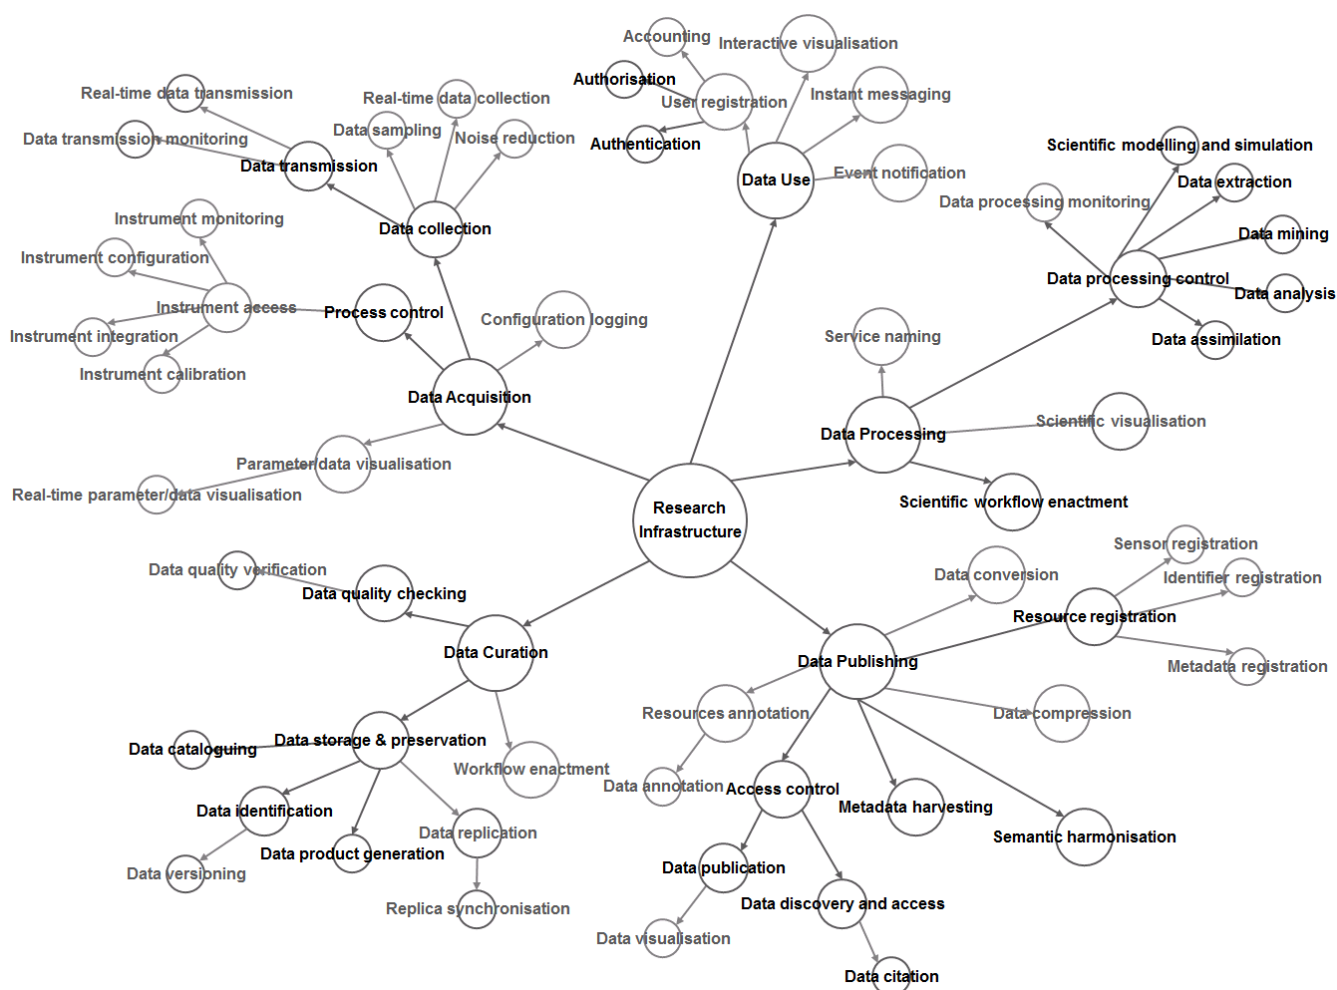 Accounting
Interactive visualisation
Authorisation
User registration
Instant messaging
Authentication
Data Use
Event notification
Real-time data transmission
Real-time data collection
Data transmission monitoring
Data sampling
Noise reduction
Data transmission
Data collection
Scientific modelling and simulation
Data extraction
Data processing monitoring
Data mining
Data processing control
Data analysis
Data assimilation
Instrument monitoring
Instrument configuration
Instrument access
Process control
Configuration logging
Instrument integration
Instrument calibration
Data Acquisition
Service naming
Data Processing
Scientific visualisation
Scientific workflow enactment
Parameter/data visualisation
Real-time parameter/data visualisation
Research
Infrastructure
Data quality verification
Data quality checking
Data Curation
Data conversion
Sensor registration
Identifier registration
Resource registration
Metadata registration
Data Publishing
Resources annotation
Data compression
Data storage & preservation
Data cataloguing
Workflow enactment
Data annotation
Access control
Metadata harvesting
Semantic harmonisation
Data identification
Data replication
Data product generation
Data versioning
Replica synchronisation
Data publication
Data discovery and access
Data visualisation
Data citation